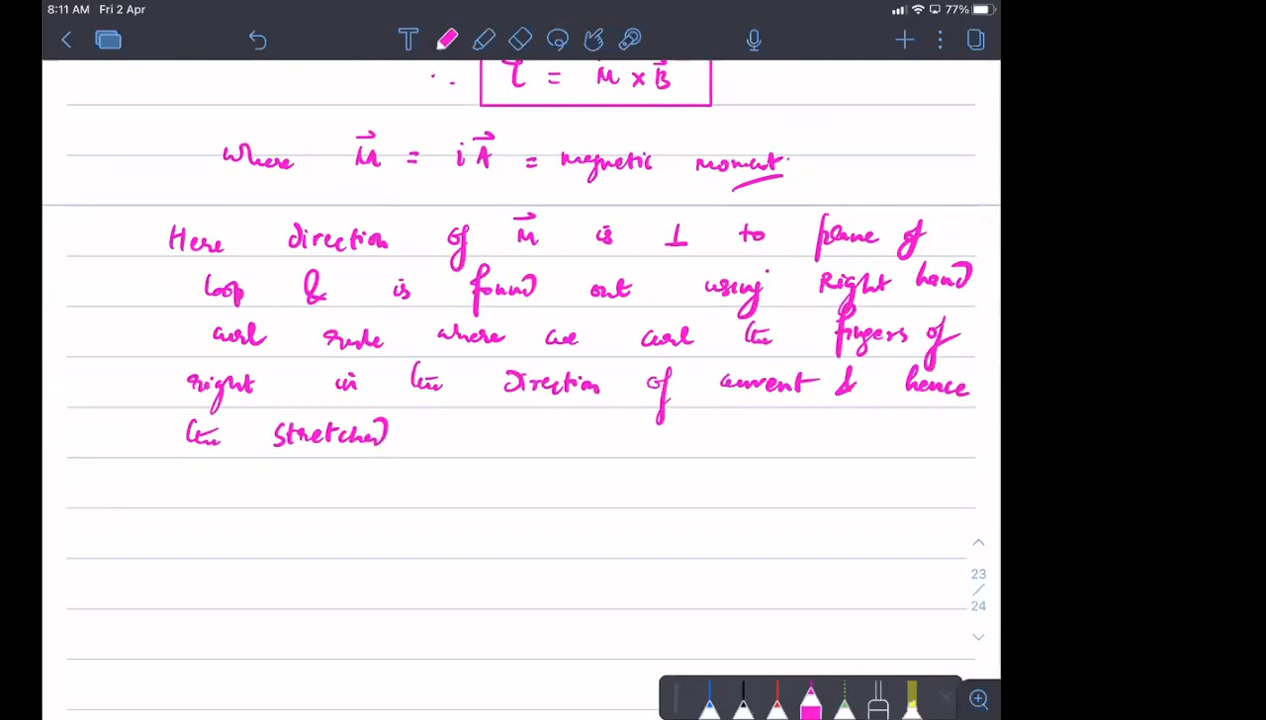 8:11 AM Fri 2 Apr 77%
∴ τ⃗ = M⃗ × B⃗
where M⃗ = i A⃗ = magnetic moment.
Here direction of M⃗ is ⊥ to plane of
loop & is found out using Right hand
curl rule where we curl the fingers of
right in the direction of current & hence
the stretched
23
/
24